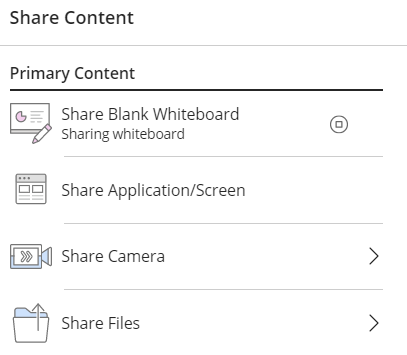 Share Content
Primary Content
Share Blank Whiteboard
Sharing whiteboard
Share Application/Screen
Share Camera
Share Files